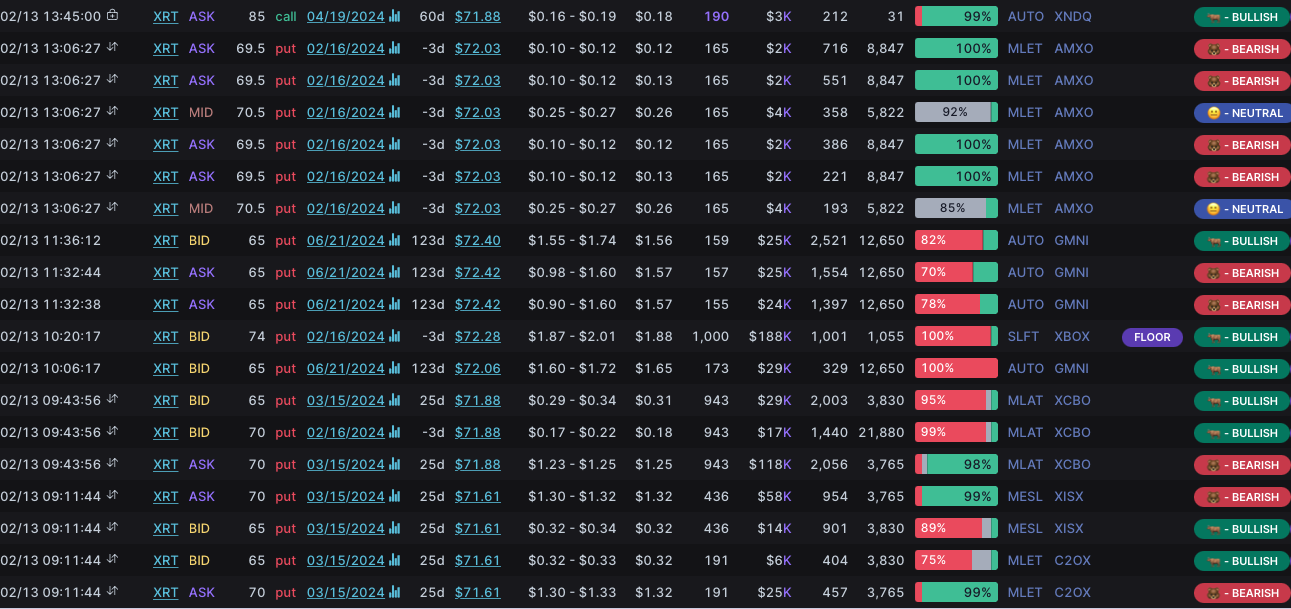 02/13 13:45:00 XRT ASK 85 call 04/19/2024 60d $71.88 $0.16 - $0.19 $0.18 190 $3K 212 31 99% AUTO XNDQ - BULLISH
02/13 13:06:27 XRT ASK 69.5 put 02/16/2024 -3d $72.03 $0.10 - $0.12 $0.12 165 $2K 716 8,847 100% MLET AMXO - BEARISH
02/13 13:06:27 XRT ASK 69.5 put 02/16/2024 -3d $72.03 $0.10 - $0.12 $0.13 165 $2K 551 8,847 100% MLET AMXO - BEARISH
02/13 13:06:27 XRT MID 70.5 put 02/16/2024 -3d $72.03 $0.25 - $0.27 $0.26 165 $4K 358 5,822 92% MLET AMXO - NEUTRAL
02/13 13:06:27 XRT ASK 69.5 put 02/16/2024 -3d $72.03 $0.10 - $0.12 $0.12 165 $2K 386 8,847 100% MLET AMXO - BEARISH
02/13 13:06:27 XRT ASK 69.5 put 02/16/2024 -3d $72.03 $0.10 - $0.12 $0.13 165 $2K 221 8,847 100% MLET AMXO - BEARISH
02/13 13:06:27 XRT MID 70.5 put 02/16/2024 -3d $72.03 $0.25 - $0.27 $0.26 165 $4K 193 5,822 85% MLET AMXO - NEUTRAL
02/13 11:36:12 XRT BID 65 put 06/21/2024 123d $72.40 $1.55 - $1.74 $1.56 159 $25K 2,521 12,650 82% AUTO GMNI - BULLISH
02/13 11:32:44 XRT ASK 65 put 06/21/2024 123d $72.42 $0.98 - $1.60 $1.57 157 $25K 1,554 12,650 70% AUTO GMNI - BEARISH
02/13 11:32:38 XRT ASK 65 put 06/21/2024 123d $72.42 $0.90 - $1.60 $1.57 155 $24K 1,397 12,650 78% AUTO GMNI - BEARISH
02/13 10:20:17 XRT BID 74 put 02/16/2024 -3d $72.28 $1.87 - $2.01 $1.88 1,000 $188K 1,001 1,055 100% SLFT XBOX FLOOR - BULLISH
02/13 10:06:17 XRT BID 65 put 06/21/2024 123d $72.06 $1.60 - $1.72 $1.65 173 $29K 329 12,650 100% AUTO GMNI - BULLISH
02/13 09:43:56 XRT BID 65 put 03/15/2024 25d $71.88 $0.29 - $0.34 $0.31 943 $29K 2,003 3,830 95% MLAT XCBO - BULLISH
02/13 09:43:56 XRT BID 70 put 02/16/2024 -3d $71.88 $0.17 - $0.22 $0.18 943 $17K 1,440 21,880 99% MLAT XCBO - BULLISH
02/13 09:43:56 XRT ASK 70 put 03/15/2024 25d $71.88 $1.23 - $1.25 $1.25 943 $118K 2,056 3,765 98% MLAT XCBO - BEARISH
02/13 09:11:44 XRT ASK 70 put 03/15/2024 25d $71.61 $1.30 - $1.32 $1.32 436 $58K 954 3,765 99% MESL XISX - BEARISH
02/13 09:11:44 XRT BID 65 put 03/15/2024 25d $71.61 $0.32 - $0.34 $0.32 436 $14K 901 3,830 89% MESL XISX - BULLISH
02/13 09:11:44 XRT BID 65 put 03/15/2024 25d $71.61 $0.32 - $0.33 $0.32 191 $6K 404 3,830 75% MLET C2OX - BULLISH
02/13 09:11:44 XRT ASK 70 put 03/15/2024 25d $71.61 $1.30 - $1.33 $1.32 191 $25K 457 3,765 99% MLET C2OX - BEARISH